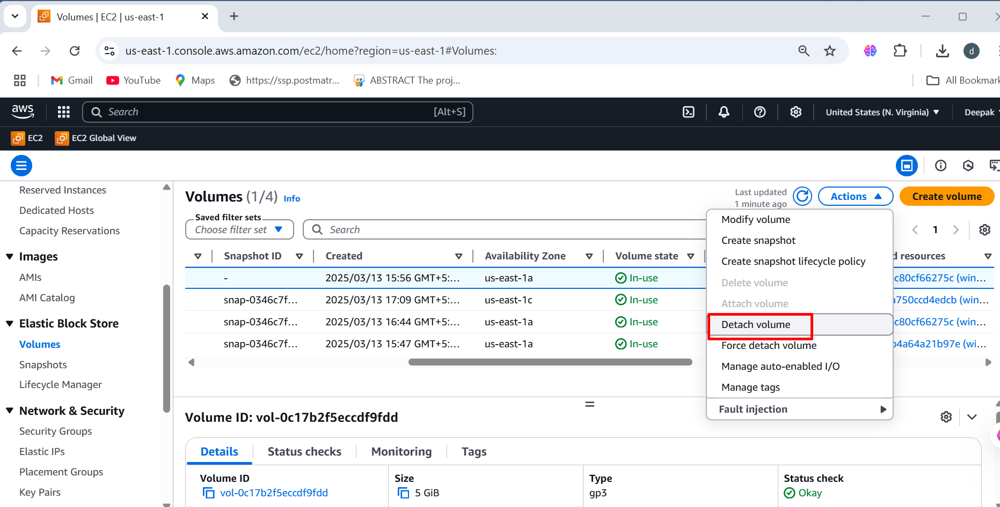 Volumes | EC2 | us-east-1
us-east-1.console.aws.amazon.com/ec2/home?region=us-east-1#Volumes:
d
Gmail
YouTube
Maps
https://ssp.postmatr...
ABSTRACT The proj...
All Bookmark
aws
Search
[Alt+S]
United States (N. Virginia)
Deepak
EC2
EC2 Global View
Reserved Instances
Dedicated Hosts
Capacity Reservations
Images
AMIs
AMI Catalog
Elastic Block Store
Volumes
Snapshots
Lifecycle Manager
Network & Security
Security Groups
Elastic IPs
Placement Groups
Key Pairs
Volumes (1/4) Info
Last updated
1 minute ago
Actions
Create volume
Saved filter sets
Choose filter set
Search
1
Snapshot ID Created Availability Zone Volume state d resources
- 2025/03/13 15:56 GMT+5:... us-east-1a In-use c80cf66275c (win...
snap-0346c7f... 2025/03/13 17:09 GMT+5:... us-east-1c In-use a750ccd4edcb (win...
snap-0346c7f... 2025/03/13 16:44 GMT+5:... us-east-1a In-use c80cf66275c (win...
snap-0346c7f... 2025/03/13 15:47 GMT+5:... us-east-1a In-use b4a64a21b97e (wi...
Modify volume
Create snapshot
Create snapshot lifecycle policy
Delete volume
Attach volume
Detach volume
Force detach volume
Manage auto-enabled I/O
Manage tags
Fault injection
Volume ID: vol-0c17b2f5eccdf9fdd
Details
Status checks
Monitoring
Tags
Volume ID
vol-0c17b2f5eccdf9fdd
Size
5 GiB
Type
gp3
Status check
Okay